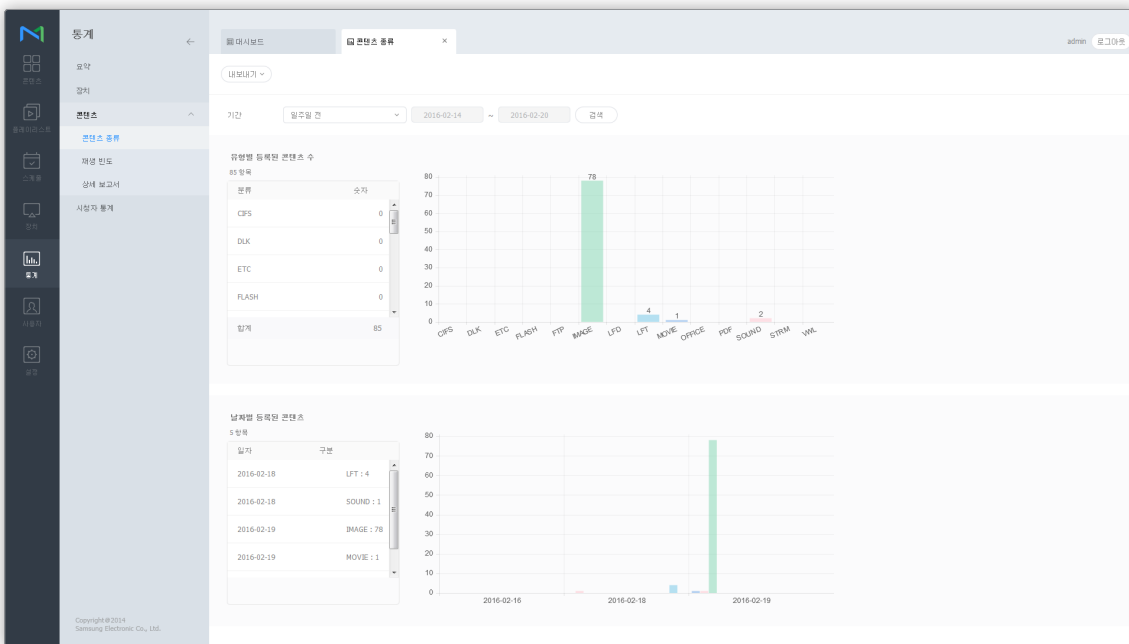 통계
대시보드
콘텐츠 종류
admin
로그아웃
콘텐츠
플레이리스트
스케줄
장치
통계
사용자
설정
요약
장치
콘텐츠
콘텐츠 종류
재생 빈도
상세 보고서
시청자 통계
Copyright©2014
Samsung Electronic Co., Ltd.
내보내기
기간
일주일 전
2016-02-14 ~ 2016-02-20
검색
유형별 등록된 콘텐츠 수
85 항목
분류 숫자
CIFS 0
DLK 0
ETC 0
FLASH 0
합계 85
80
70
60
50
40
30
20
10
0
78
4
1
2
CIFS DLK ETC FLASH FTP IMAGE LFD LFT MOVIE OFFICE PDF SOUND STRM VWL
날짜별 등록된 콘텐츠
5 항목
일자 구분
2016-02-18 LFT : 4
2016-02-18 SOUND : 1
2016-02-19 IMAGE : 78
2016-02-19 MOVIE : 1
80
70
60
50
40
30
20
10
0
2016-02-16 2016-02-18 2016-02-19